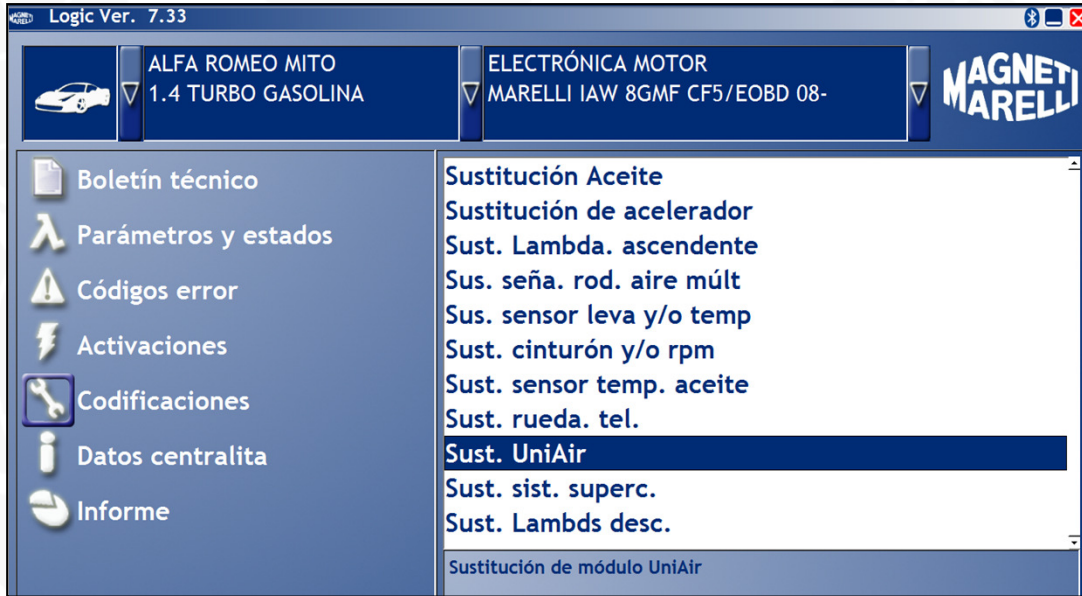 Logic Ver. 7.33
ALFA ROMEO MITO
1.4 TURBO GASOLINA
ELECTRÓNICA MOTOR
MARELLI IAW 8GMF CF5/EOBD 08-
MAGNETI
MARELLI
Boletín técnico
Parámetros y estados
Códigos error
Activaciones
Codificaciones
Datos centralita
Informe
Sustitución Aceite
Sustitución de acelerador
Sust. Lambda. ascendente
Sus. seña. rod. aire múlt
Sus. sensor leva y/o temp
Sust. cinturón y/o rpm
Sust. sensor temp. aceite
Sust. rueda. tel.
Sust. UniAir
Sust. sist. superc.
Sust. Lambds desc.
Sustitución de módulo UniAir